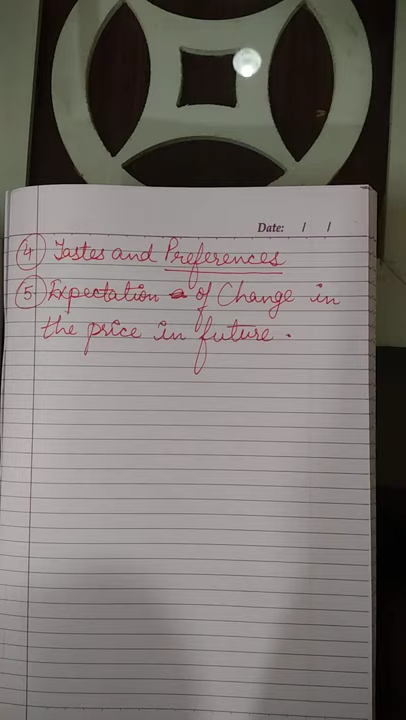 Date: / /
④ Tastes and Preferences
⑤ Expectation of Change in
the price in future.